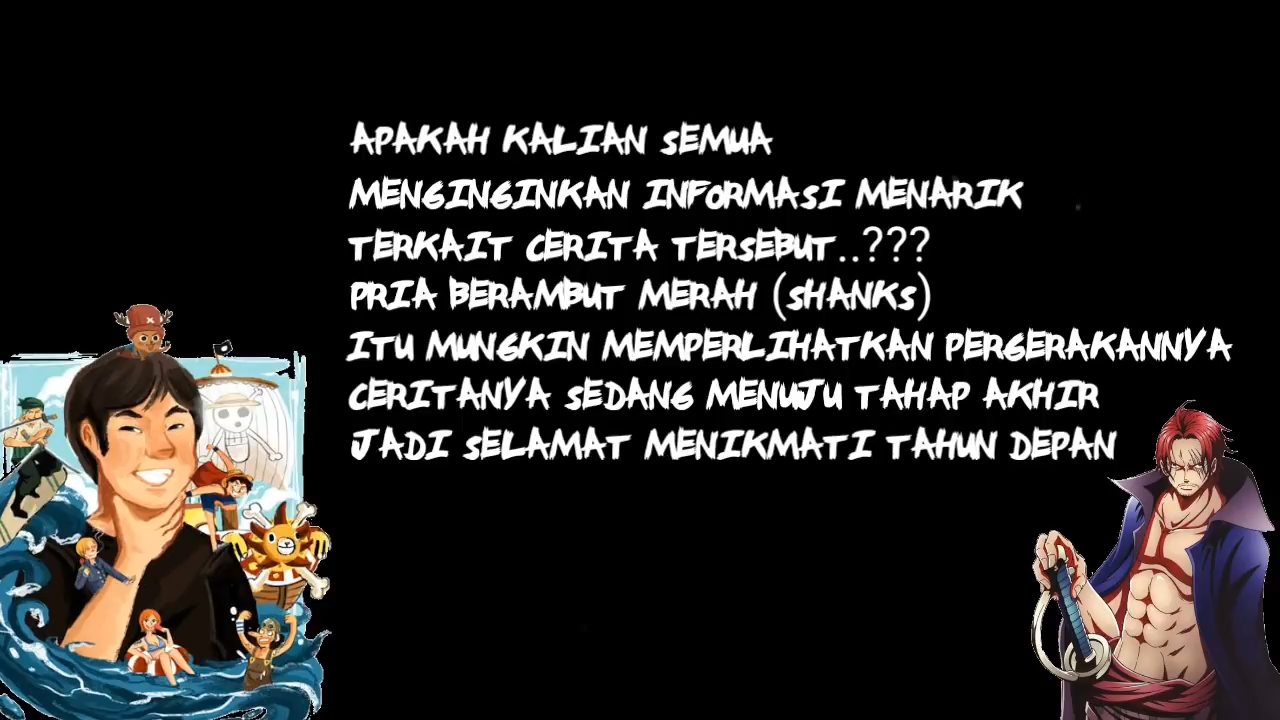 APAKAH KALIAN SEMUA
MENGINGINKAN INFORMASI MENARIK
TERKAIT CERITA TERSEBUT..???
PRIA BERAMBUT MERAH (SHANKS)
ITU MUNGKIN MEMPERLIHATKAN PERGERAKANNYA
CERITANYA SEDANG MENUJU TAHAP AKHIR
JADI SELAMAT MENIKMATI TAHUN DEPAN